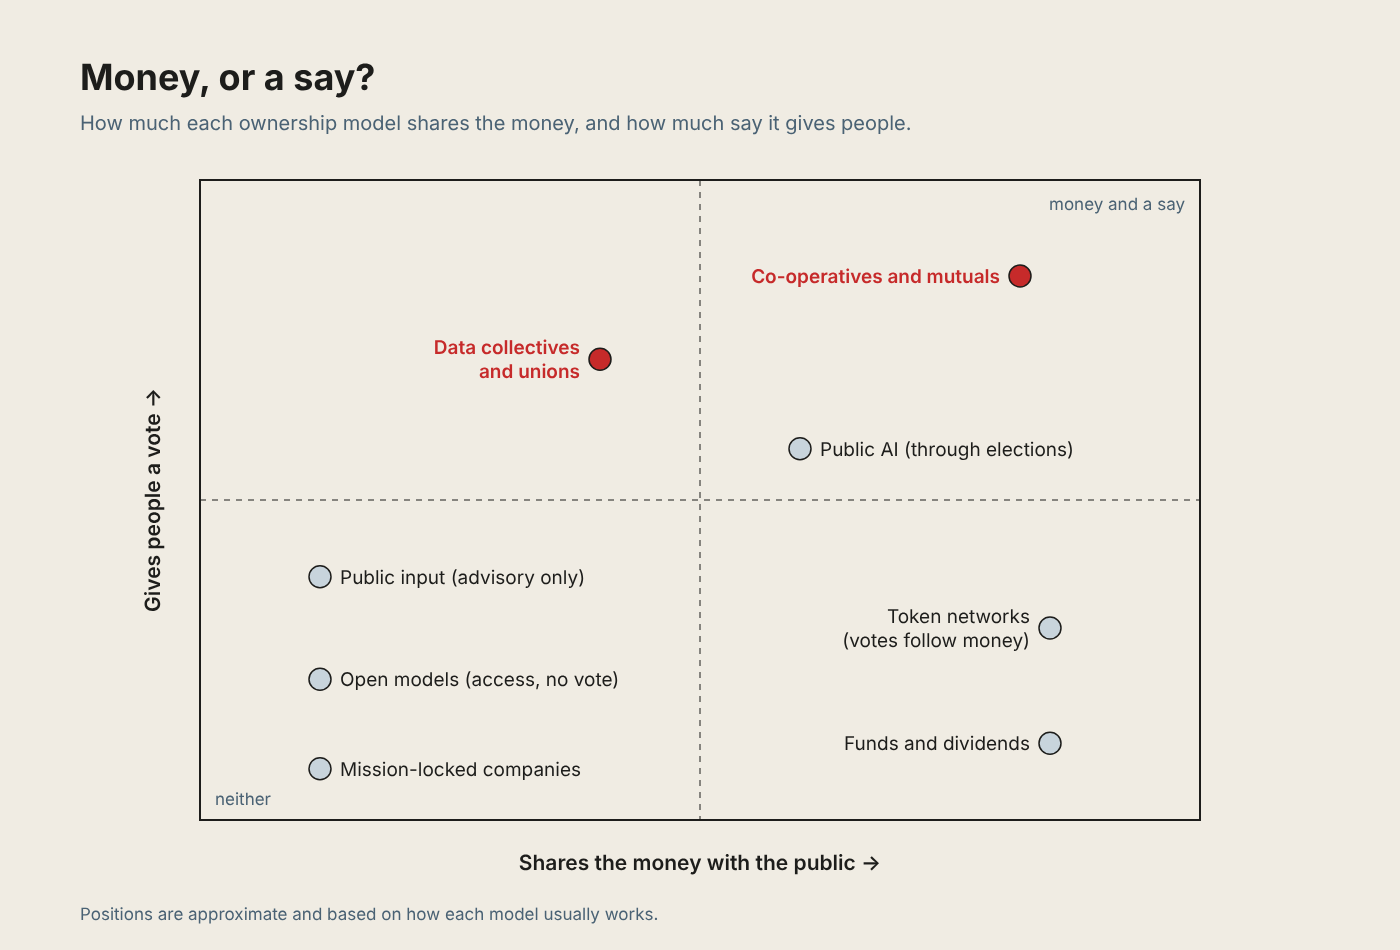 Money, or a say?
How much each ownership model shares the money, and how much say it gives people.
money and a say
Co-operatives and mutuals
Data collectives
and unions
Public AI (through elections)
Gives people a vote →
Public input (advisory only)
Token networks
(votes follow money)
Open models (access, no vote)
Funds and dividends
Mission-locked companies
neither
Shares the money with the public →
Positions are approximate and based on how each model usually works.